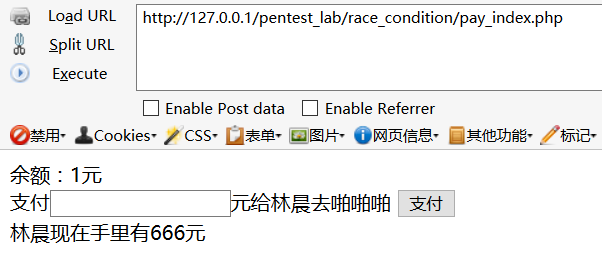 Load URL
http://127.0.0.1/pentest_lab/race_condition/pay_index.php
Split URL
Execute
Enable Post data Enable Referrer
禁用 Cookies CSS 表单 图片 网页信息 其他功能 标记
余额：1元
支付 元给林晨去啪啪啪 支付
林晨现在手里有666元